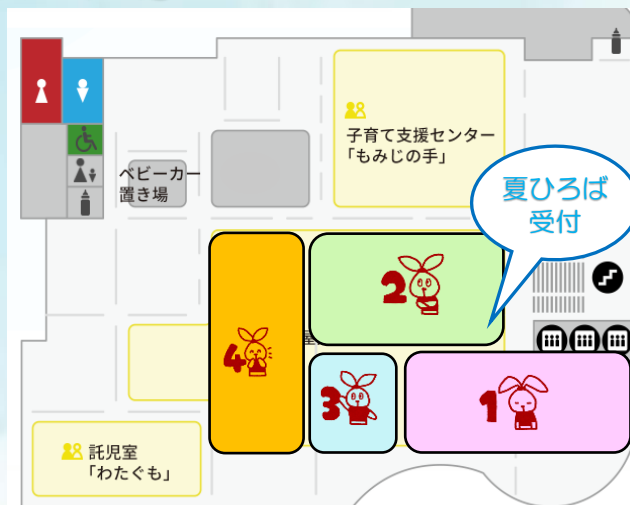 子育て支援センター
「もみじの手」
ベビーカー
置き場
夏ひろば
受付
2
4
3
1
託児室
「わたぐも」